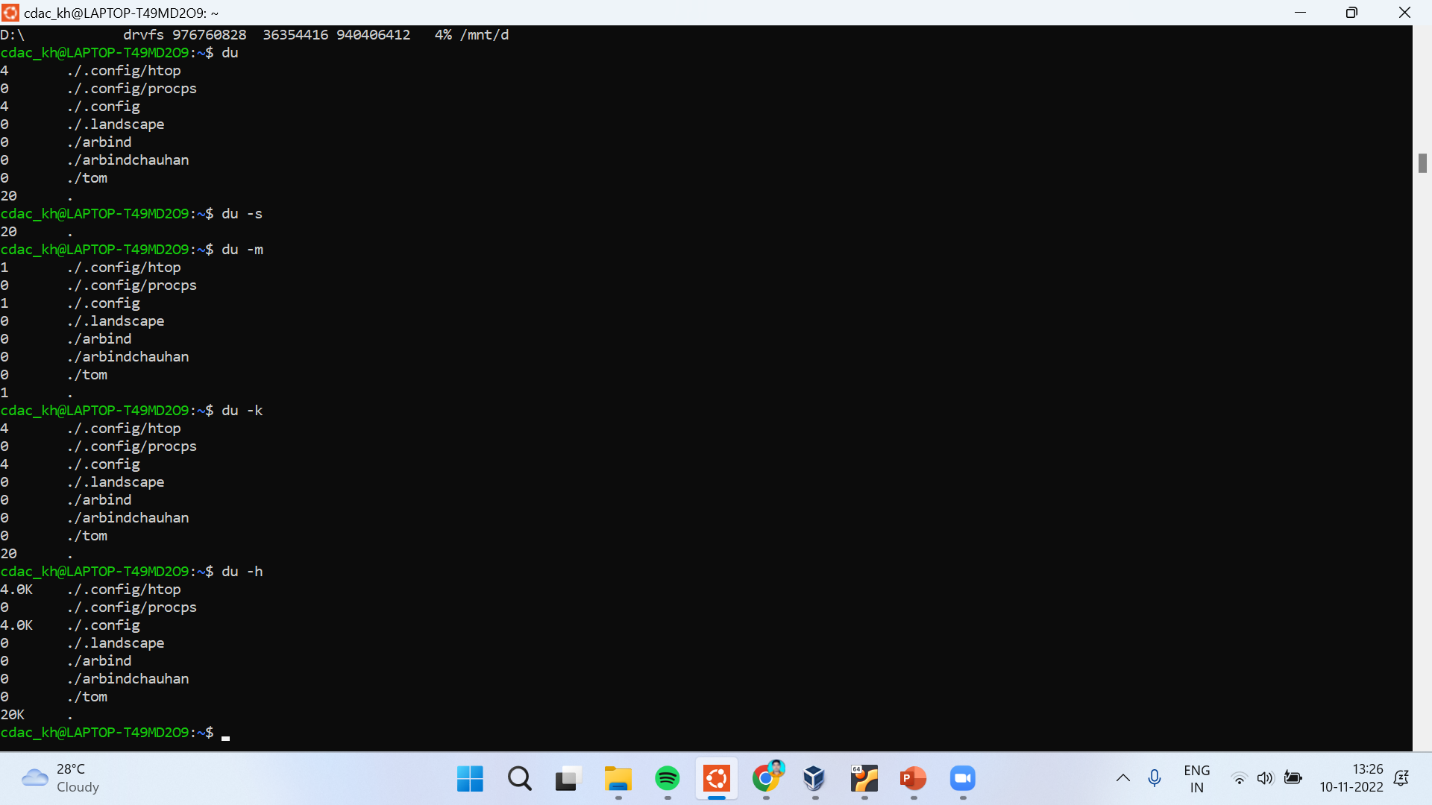 cdac_kh@LAPTOP-T49MD2O9: ~
D:\            drvfs 976760828  36354416 940406412   4% /mnt/d
cdac_kh@LAPTOP-T49MD2O9:~$ du
4       ./.config/htop
0       ./.config/procps
4       ./.config
0       ./.landscape
0       ./arbind
0       ./arbindchauhan
0       ./tom
20      .
cdac_kh@LAPTOP-T49MD2O9:~$ du -s
20      .
cdac_kh@LAPTOP-T49MD2O9:~$ du -m
1       ./.config/htop
0       ./.config/procps
1       ./.config
0       ./.landscape
0       ./arbind
0       ./arbindchauhan
0       ./tom
1       .
cdac_kh@LAPTOP-T49MD2O9:~$ du -k
4       ./.config/htop
0       ./.config/procps
4       ./.config
0       ./.landscape
0       ./arbind
0       ./arbindchauhan
0       ./tom
20      .
cdac_kh@LAPTOP-T49MD2O9:~$ du -h
4.0K    ./.config/htop
0       ./.config/procps
4.0K    ./.config
0       ./.landscape
0       ./arbind
0       ./arbindchauhan
0       ./tom
20K     .
cdac_kh@LAPTOP-T49MD2O9:~$
28°C
Cloudy
64
P
ENG
IN
13:26
10-11-2022